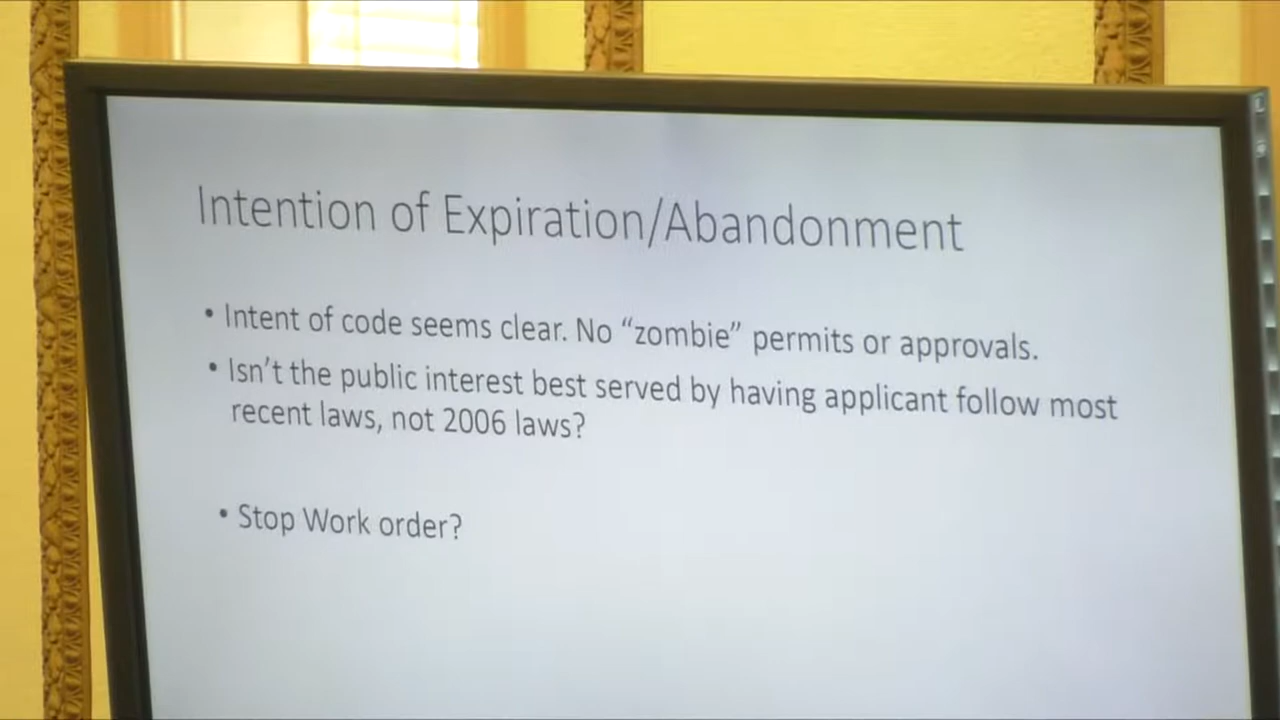 Intention of Expiration/Abandonment
• Intent of code seems clear. No “zombie” permits or approvals.
• Isn’t the public interest best served by having applicant follow most
recent laws, not 2006 laws?
• Stop Work order?